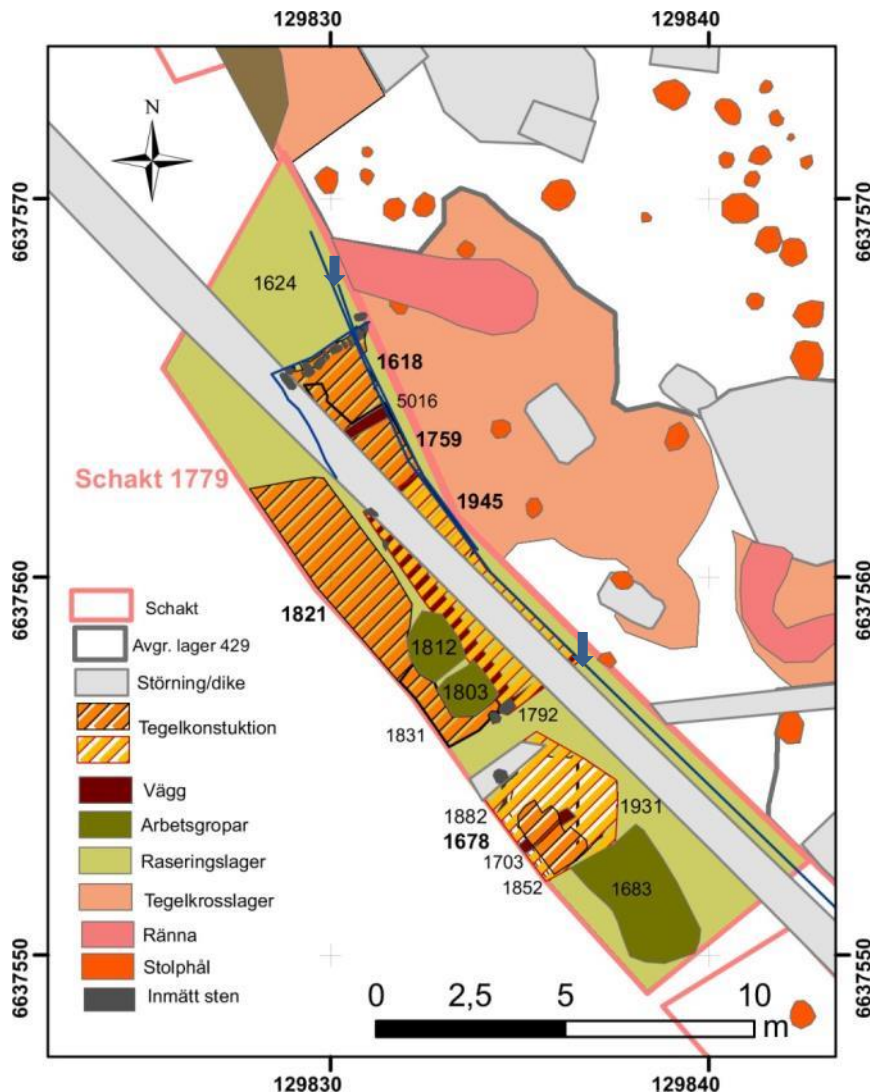 129830
129840
6637570
6637570
N
1624
1618
5016
1759
Schakt 1779
1945
6637560
6637560
1821
1812
1803
1792
1831
1931
1882
1678
1703
1852
1683
Schakt
Avgr. lager 429
Störning/dike
Tegelkonstuktion
Vägg
Arbetsgropar
Raseringslager
Tegelkrosslager
Ränna
Stolphål
Inmätt sten
6637550
6637550
0 2,5 5 10
m
129830
129840